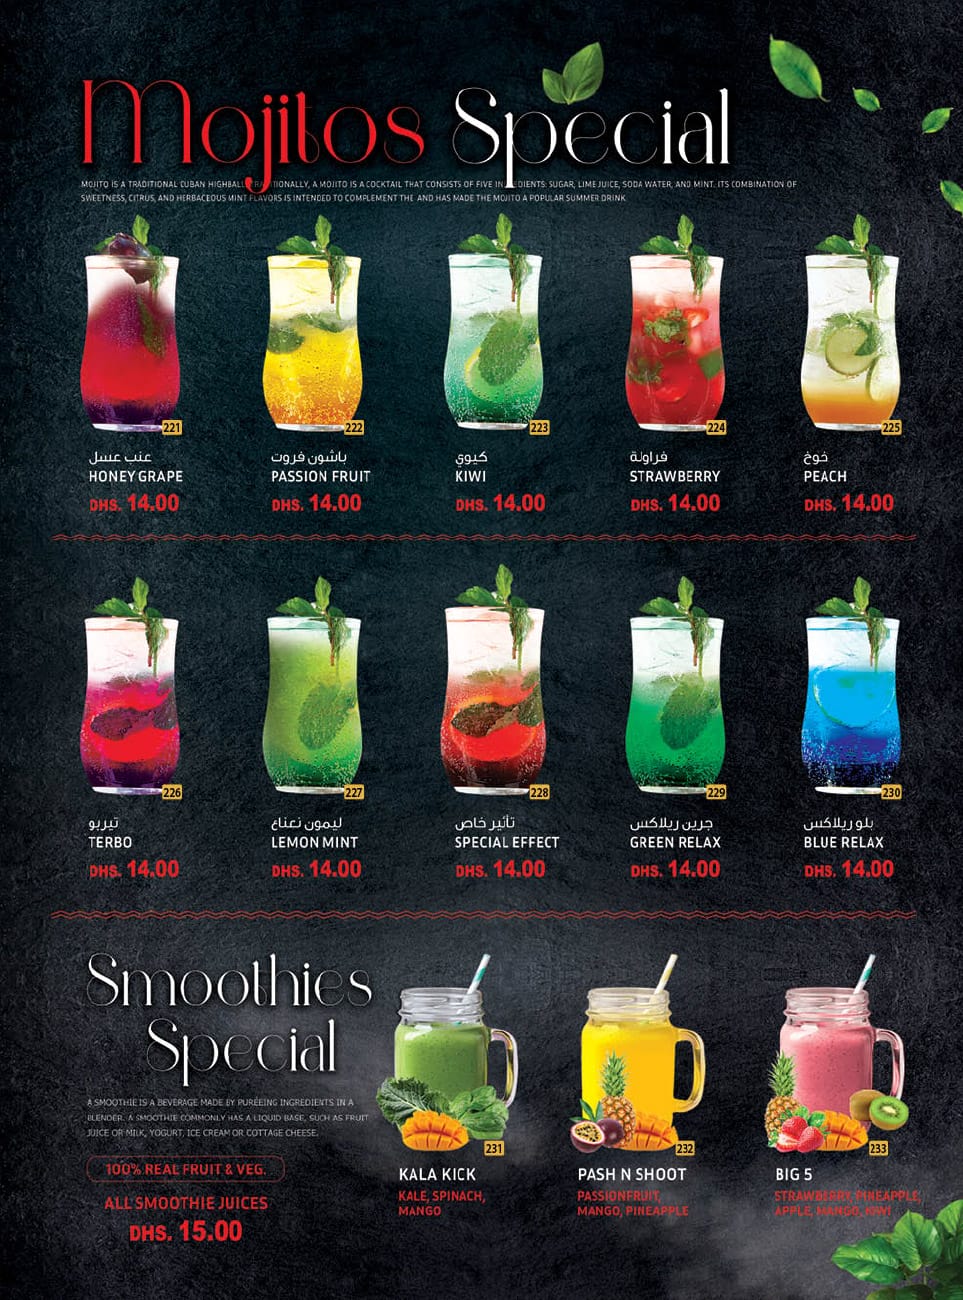 Mojitos Special
MOJITO IS A TRADITIONAL CUBAN HIGHBALL. TRADITIONALLY, A MOJITO IS A COCKTAIL THAT CONSISTS OF FIVE INGREDIENTS: SUGAR, LIME JUICE, SODA WATER, AND MINT. ITS COMBINATION OF
SWEETNESS, CITRUS, AND HERBACEOUS MINT FLAVORS IS INTENDED TO COMPLEMENT THE AND HAS MADE THE MOJITO A POPULAR SUMMER DRINK.
221
عنب عسل
HONEY GRAPE
DHS. 14.00
222
باشون فروت
PASSION FRUIT
DHS. 14.00
223
كيوي
KIWI
DHS. 14.00
224
فراولة
STRAWBERRY
DHS. 14.00
225
خوخ
PEACH
DHS. 14.00
226
تيربو
TERBO
DHS. 14.00
227
ليمون نعناع
LEMON MINT
DHS. 14.00
228
تأثير خاص
SPECIAL EFFECT
DHS. 14.00
229
جرين ريلاكس
GREEN RELAX
DHS. 14.00
230
بلو ريلاكس
BLUE RELAX
DHS. 14.00
Smoothies
Special
A SMOOTHIE IS A BEVERAGE MADE BY PUREEING INGREDIENTS IN A
BLENDER. A SMOOTHIE COMMONLY HAS A LIQUID BASE, SUCH AS FRUIT
JUICE OR MILK, YOGURT, ICE CREAM OR COTTAGE CHEESE.
100% REAL FRUIT & VEG.
ALL SMOOTHIE JUICES
DHS. 15.00
231
KALA KICK
KALE, SPINACH,
MANGO
232
PASH N SHOOT
PASSIONFRUIT,
MANGO, PINEAPPLE
233
BIG 5
STRAWBERRY, PINEAPPLE,
APPLE, MANGO, KIWI